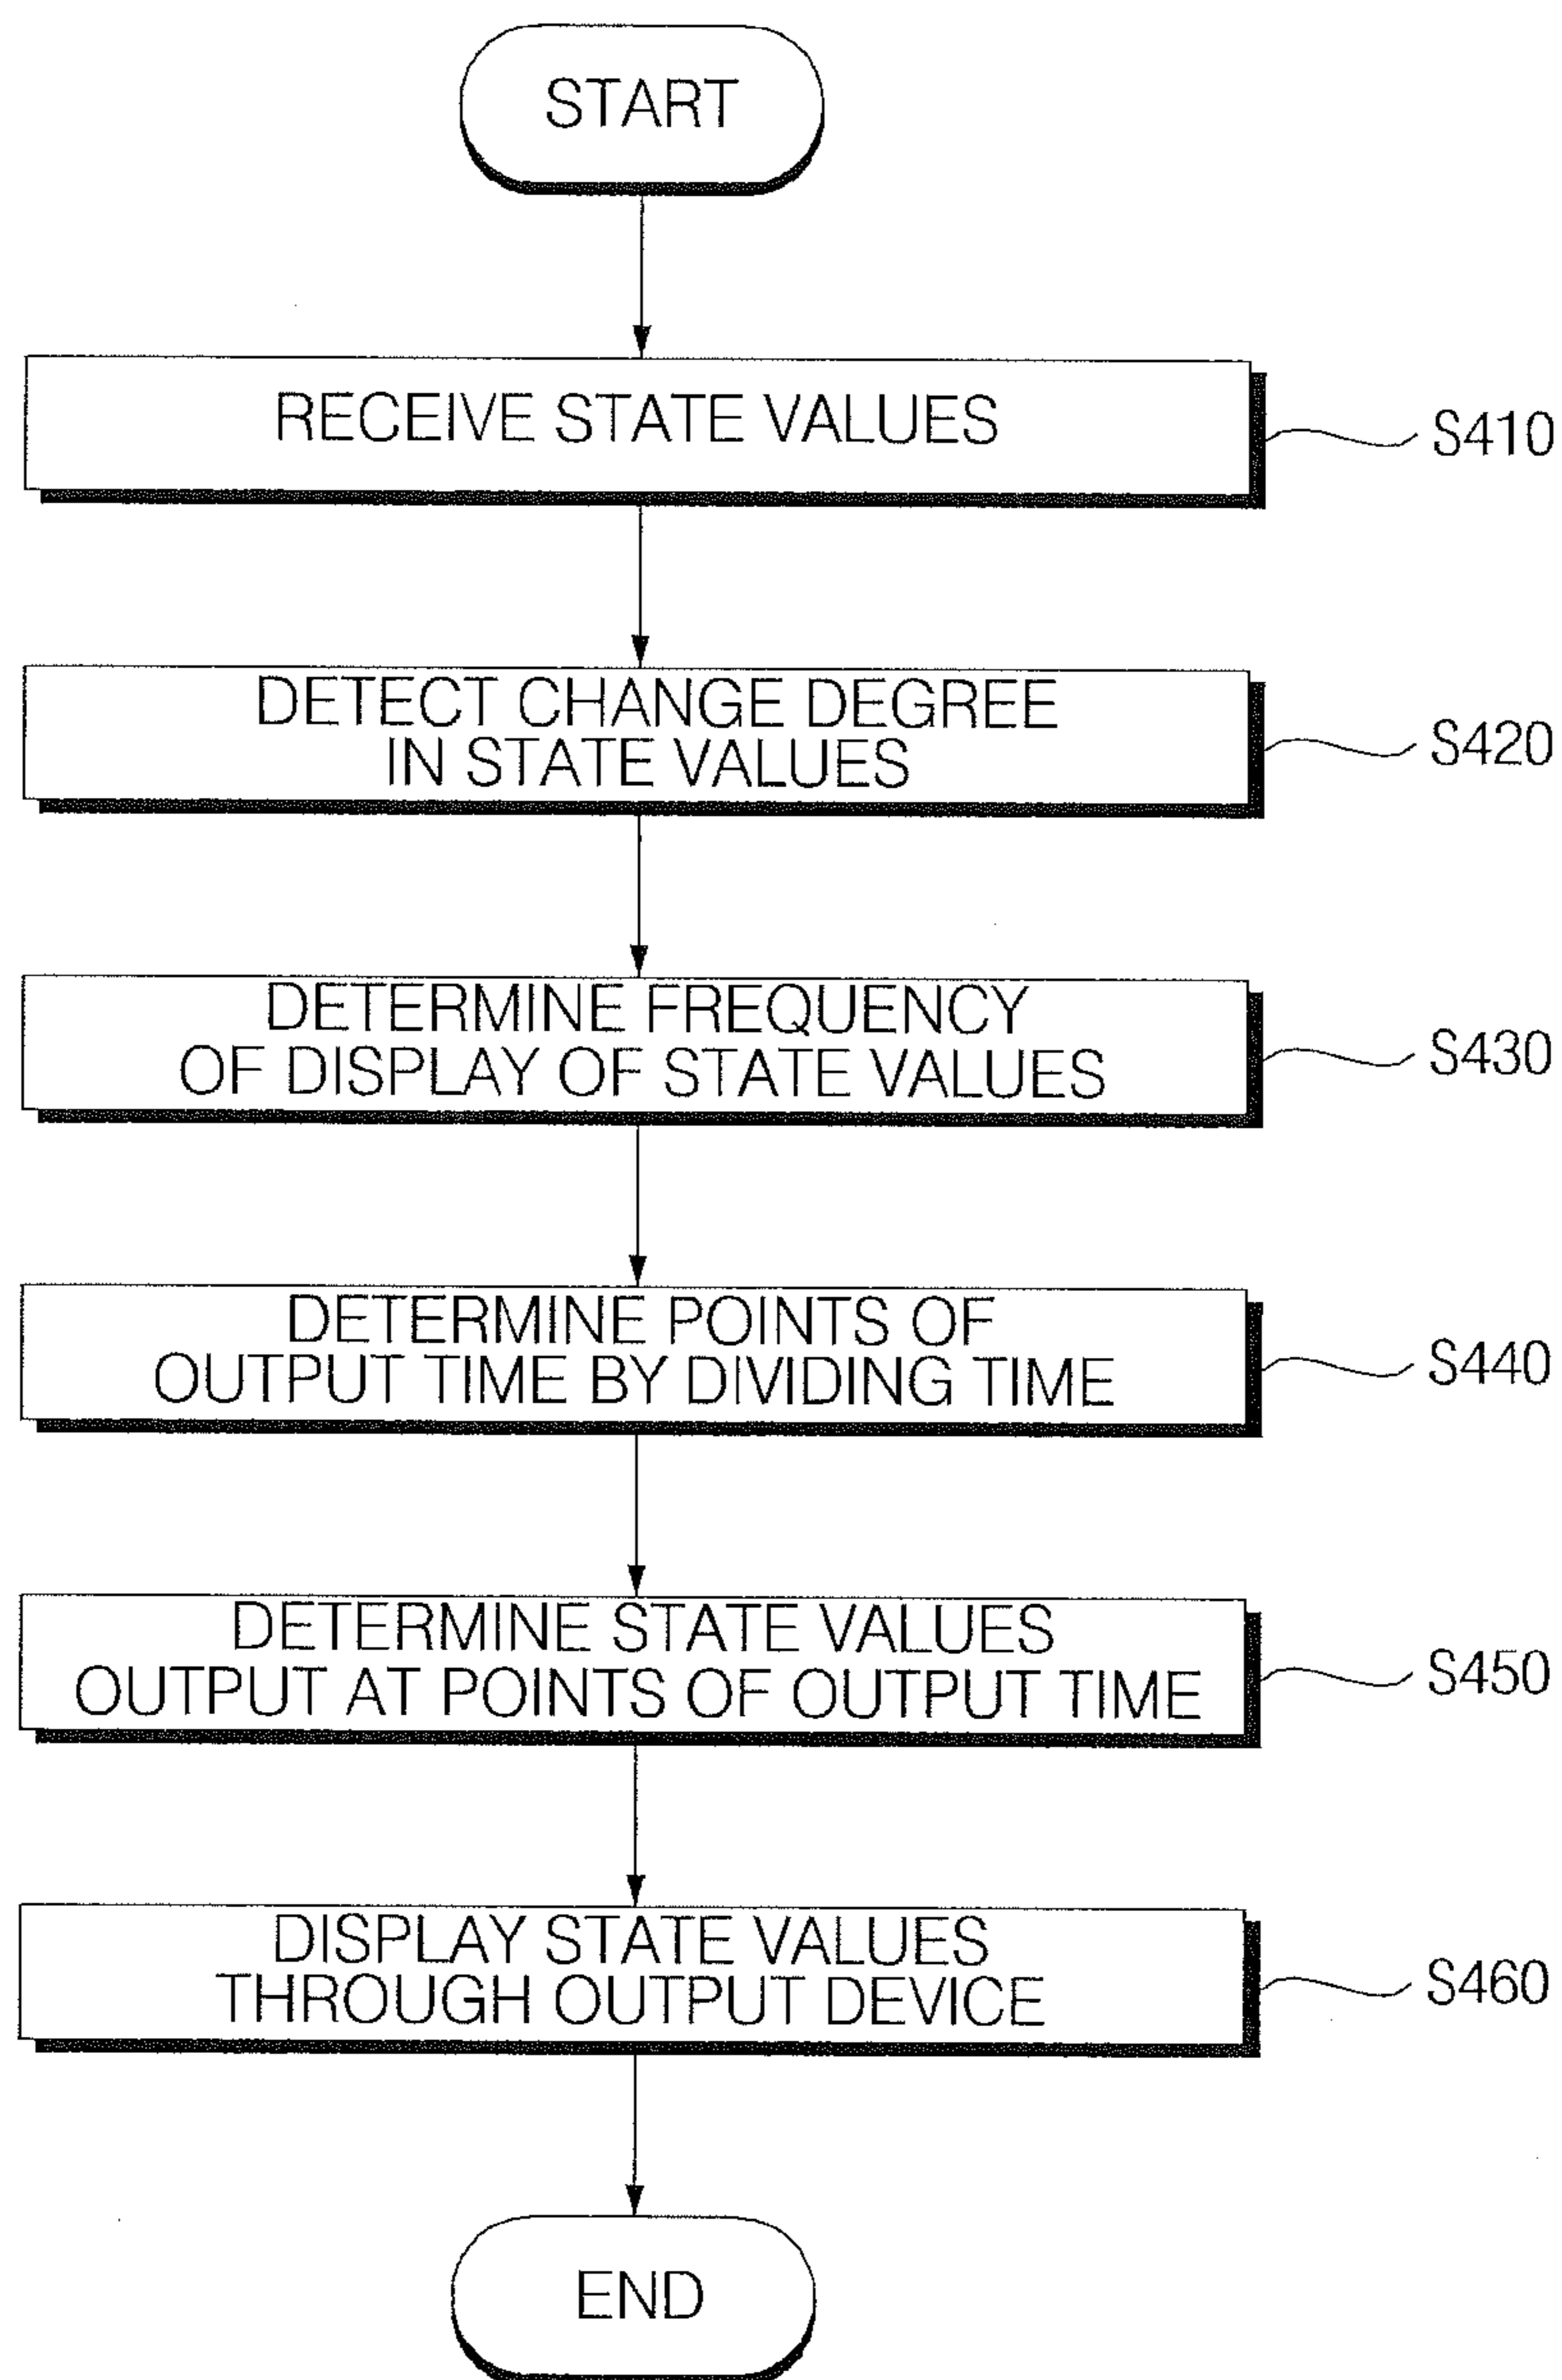 START
RECEIVE STATE VALUES
S410
DETECT CHANGE DEGREE
IN STATE VALUES
S420
DETERMINE FREQUENCY
OF DISPLAY OF STATE VALUES
S430
DETERMINE POINTS OF
OUTPUT TIME BY DIVIDING TIME
S440
DETERMINE STATE VALUES
OUTPUT AT POINTS OF OUTPUT TIME
S450
DISPLAY STATE VALUES
THROUGH OUTPUT DEVICE
S460
END